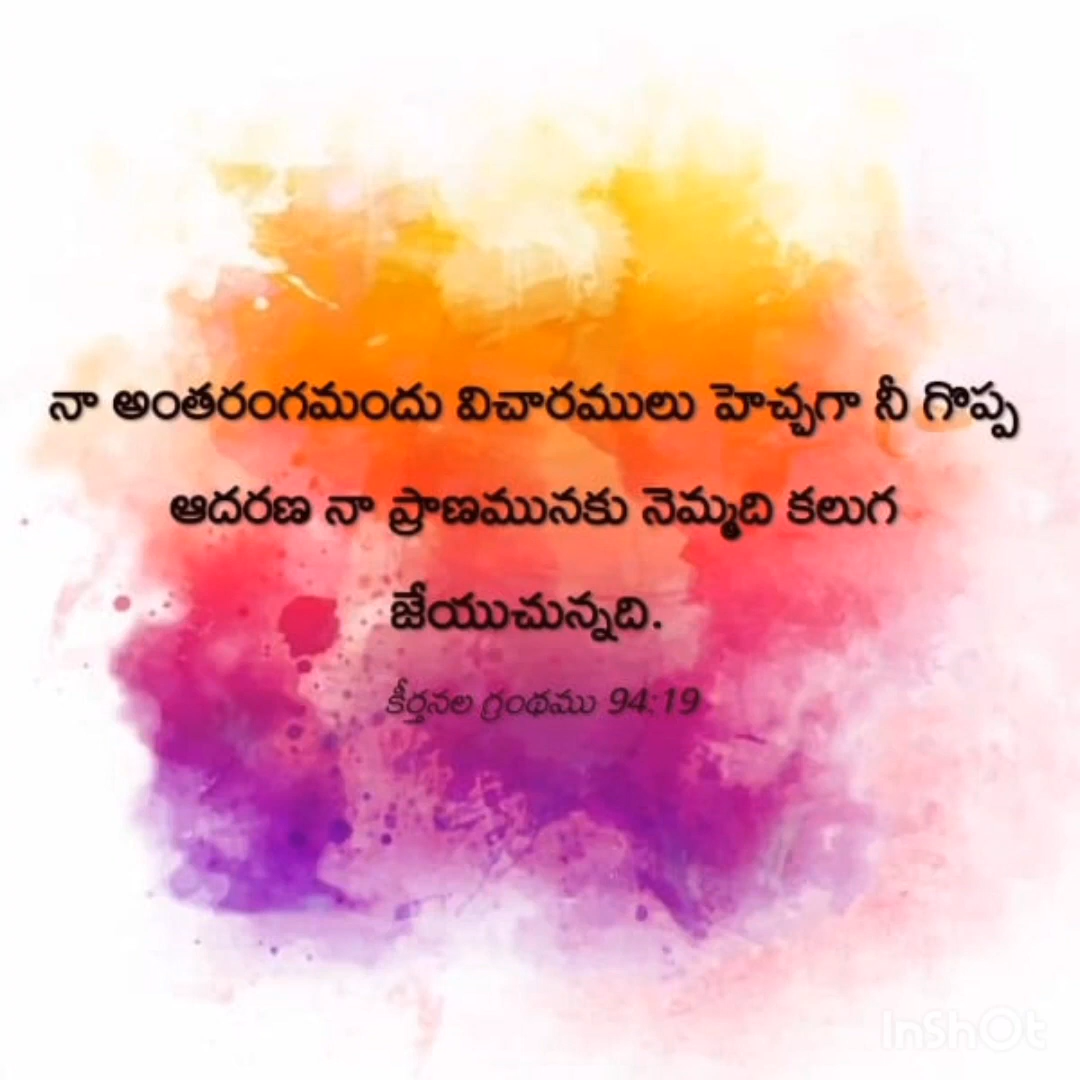 నా అంతరంగమందు విచారములు హెచ్చగా నీ గొప్ప
ఆదరణ నా ప్రాణమునకు నెమ్మది కలుగ
జేయుచున్నది.
కీర్తనల గ్రంథము 94:19
InShOt